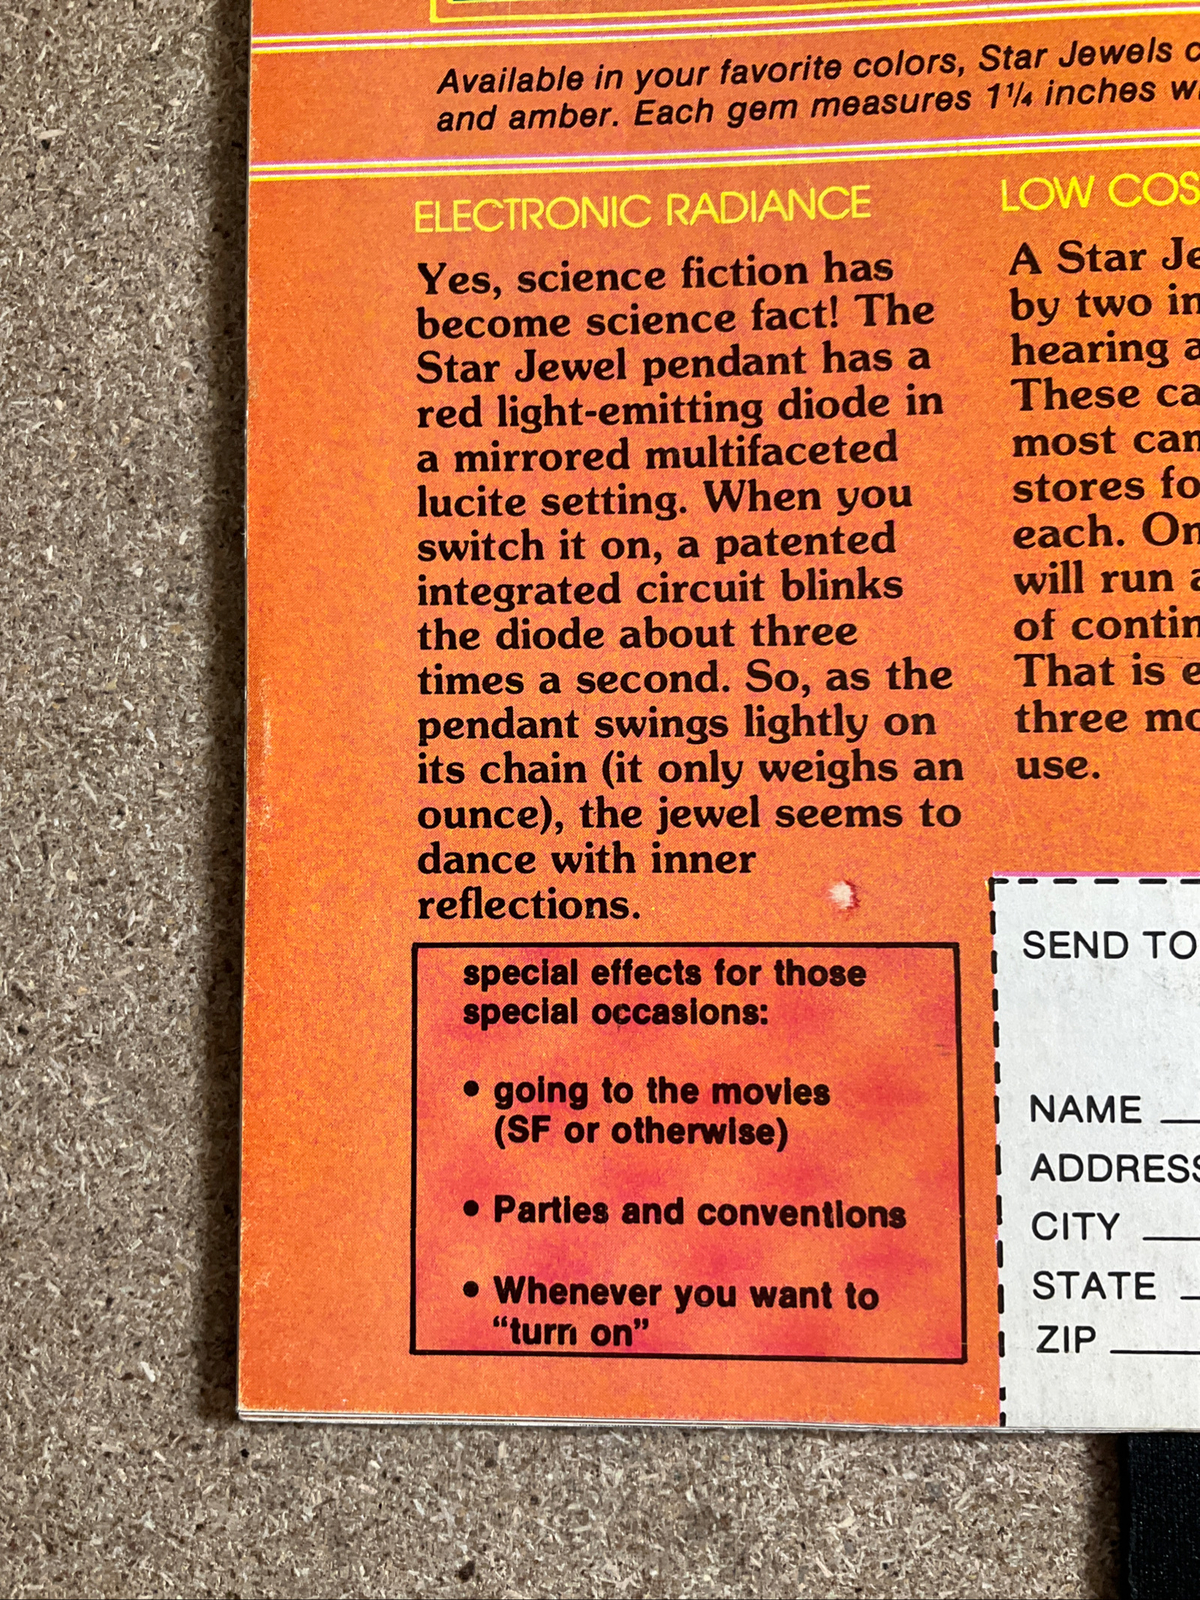 Available in your favorite colors, Star Jewels
and amber. Each gem measures 1¼ inches
ELECTRONIC RADIANCE
Yes, science fiction has
become science fact! The
Star Jewel pendant has a
red light-emitting diode in
a mirrored multifaceted
lucite setting. When you
switch it on, a patented
integrated circuit blinks
the diode about three
times a second. So, as the
pendant swings lightly on
its chain (it only weighs an
ounce), the jewel seems to
dance with inner
reflections.
special effects for those
special occasions:
• going to the movies
(SF or otherwise)
• Parties and conventions
• Whenever you want to
“turn on”
LOW
A Star
by two
hearing
These
most
stores
each.
will run
of
That is
three
use.
SEND TO
NAME
ADDRESS
CITY
STATE
ZIP